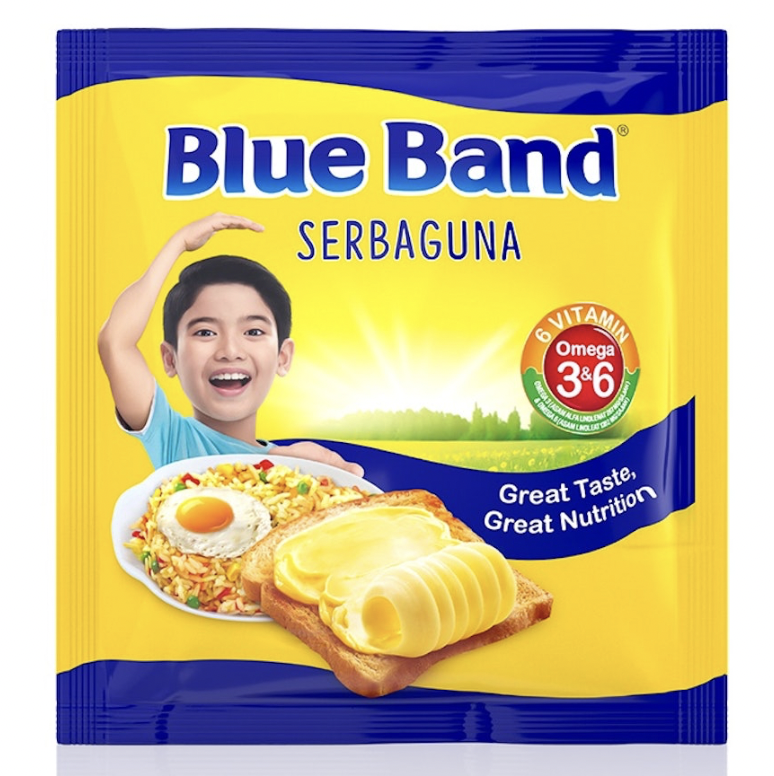 Blue Band®
SERBAGUNA
6 VITAMIN
Omega
3&6
Great Taste,
Great Nutrition